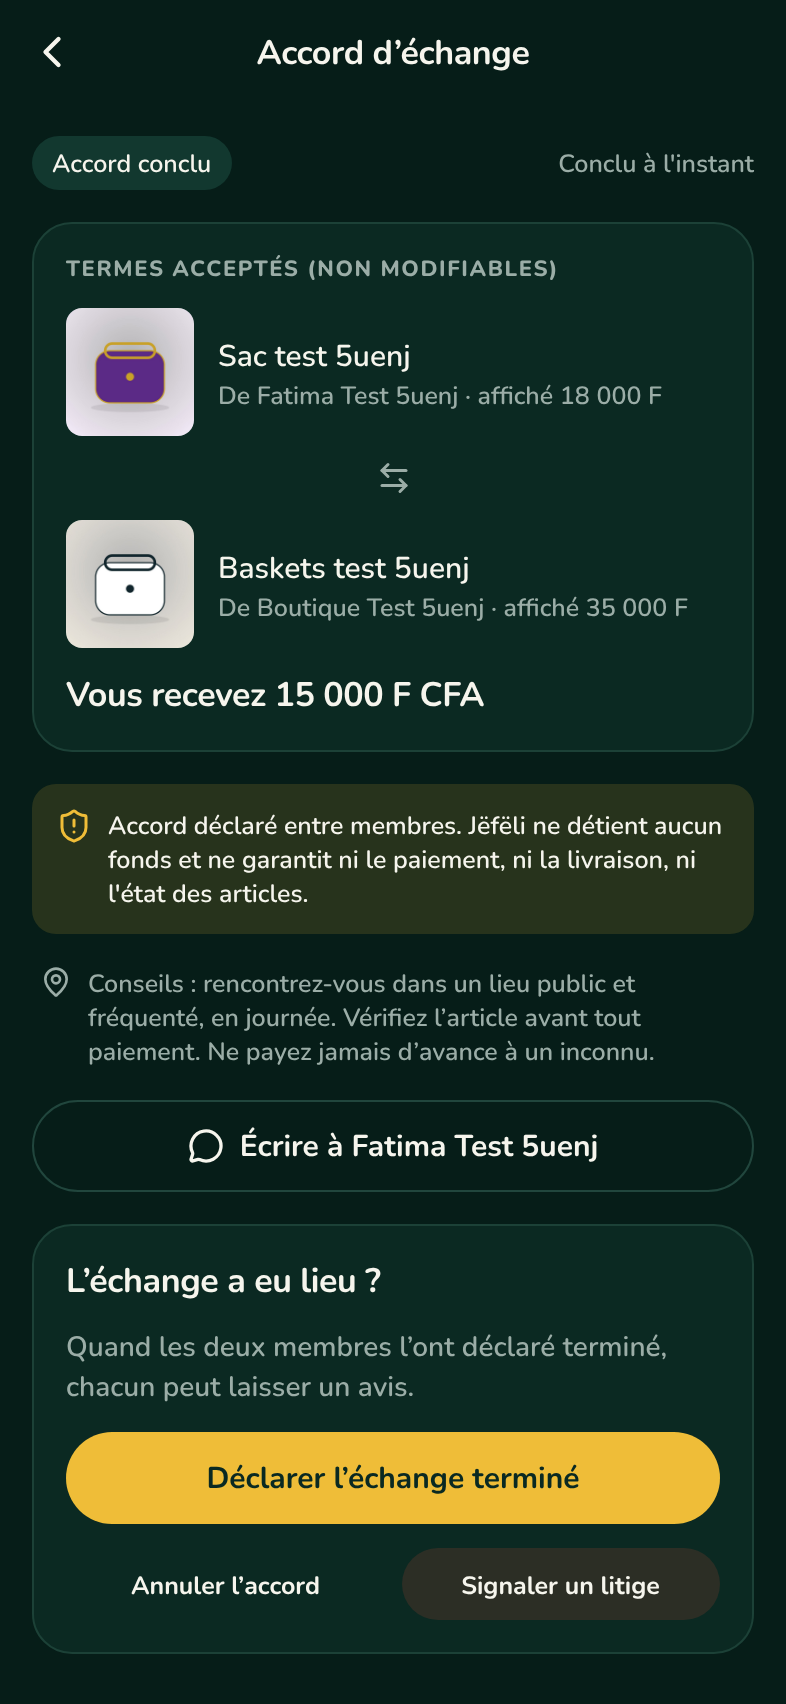 Accord d’échange
Accord conclu
Conclu à l'instant
TERMES ACCEPTÉS (NON MODIFIABLES)
Sac test 5uenj
De Fatima Test 5uenj · affiché 18 000 F
Baskets test 5uenj
De Boutique Test 5uenj · affiché 35 000 F
Vous recevez 15 000 F CFA
Accord déclaré entre membres. Jëfëli ne détient aucun
fonds et ne garantit ni le paiement, ni la livraison, ni
l'état des articles.
Conseils : rencontrez-vous dans un lieu public et
fréquenté, en journée. Vérifiez l’article avant tout
paiement. Ne payez jamais d’avance à un inconnu.
Écrire à Fatima Test 5uenj
L’échange a eu lieu ?
Quand les deux membres l’ont déclaré terminé,
chacun peut laisser un avis.
Déclarer l’échange terminé
Annuler l’accord
Signaler un litige